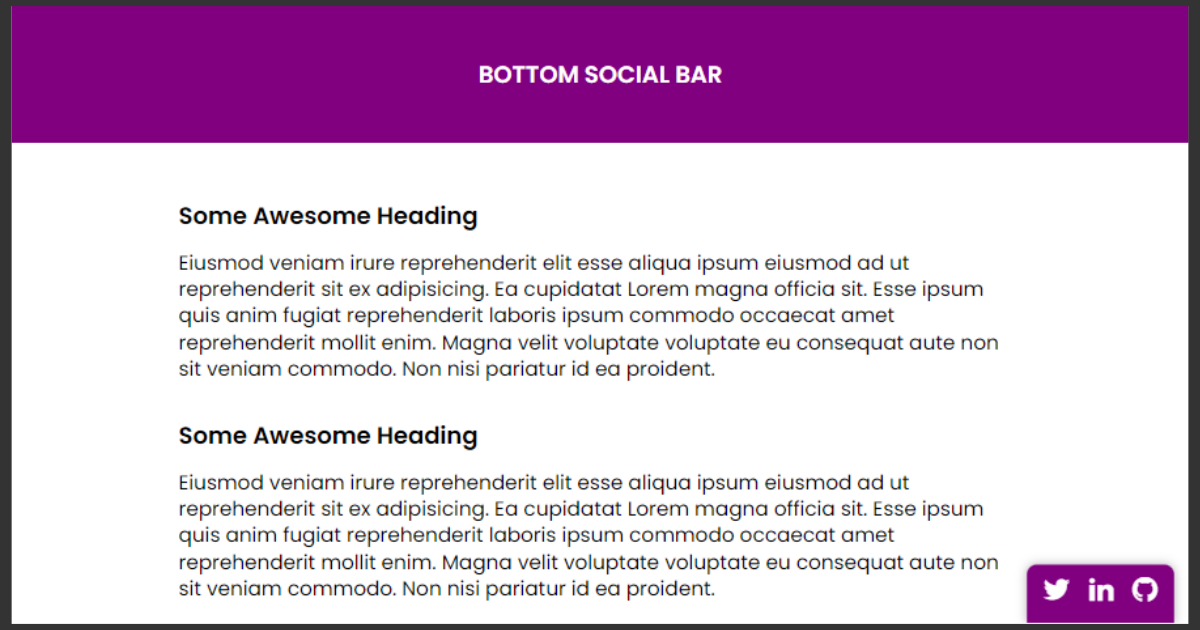 BOTTOM SOCIAL BAR
Some Awesome Heading
Eiusmod veniam irure reprehenderit elit esse aliqua ipsum eiusmod ad ut
reprehenderit sit ex adipisicing. Ea cupidatat Lorem magna officia sit. Esse ipsum
quis anim fugiat reprehenderit laboris ipsum commodo occaecat amet
reprehenderit mollit enim. Magna velit voluptate voluptate eu consequat aute non
sit veniam commodo. Non nisi pariatur id ea proident.
Some Awesome Heading
Eiusmod veniam irure reprehenderit elit esse aliqua ipsum eiusmod ad ut
reprehenderit sit ex adipisicing. Ea cupidatat Lorem magna officia sit. Esse ipsum
quis anim fugiat reprehenderit laboris ipsum commodo occaecat amet
reprehenderit mollit enim. Magna velit voluptate voluptate eu consequat aute non
sit veniam commodo. Non nisi pariatur id ea proident.
in